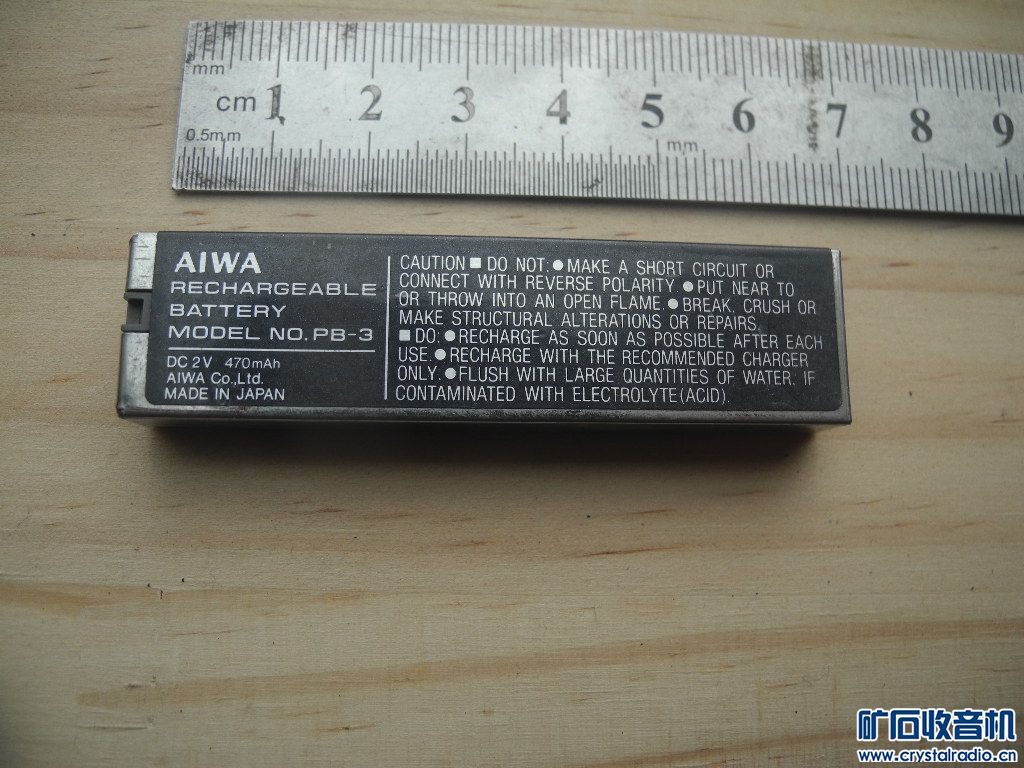 mm
cm 1 2 3 4 5 6 7 8 9
0.5mm mm
AIWA
RECHARGEABLE
BATTERY
MODEL NO. PB-3
DC 2V 470mAh
AIWA Co., Ltd.
MADE IN JAPAN
CAUTION ■ DO NOT: ● MAKE A SHORT CIRCUIT OR
CONNECT WITH REVERSE POLARITY. ● PUT NEAR TO
OR THROW INTO AN OPEN FLAME. ● BREAK, CRUSH OR
MAKE STRUCTURAL ALTERATIONS OR REPAIRS.
■ DO: ● RECHARGE AS SOON AS POSSIBLE AFTER EACH
USE. ● RECHARGE WITH THE RECOMMENDED CHARGER
ONLY. ● FLUSH WITH LARGE QUANTITIES OF WATER. IF
CONTAMINATED WITH ELECTROLYTE (ACID).
矿石收音机
www.crystalradio.cn